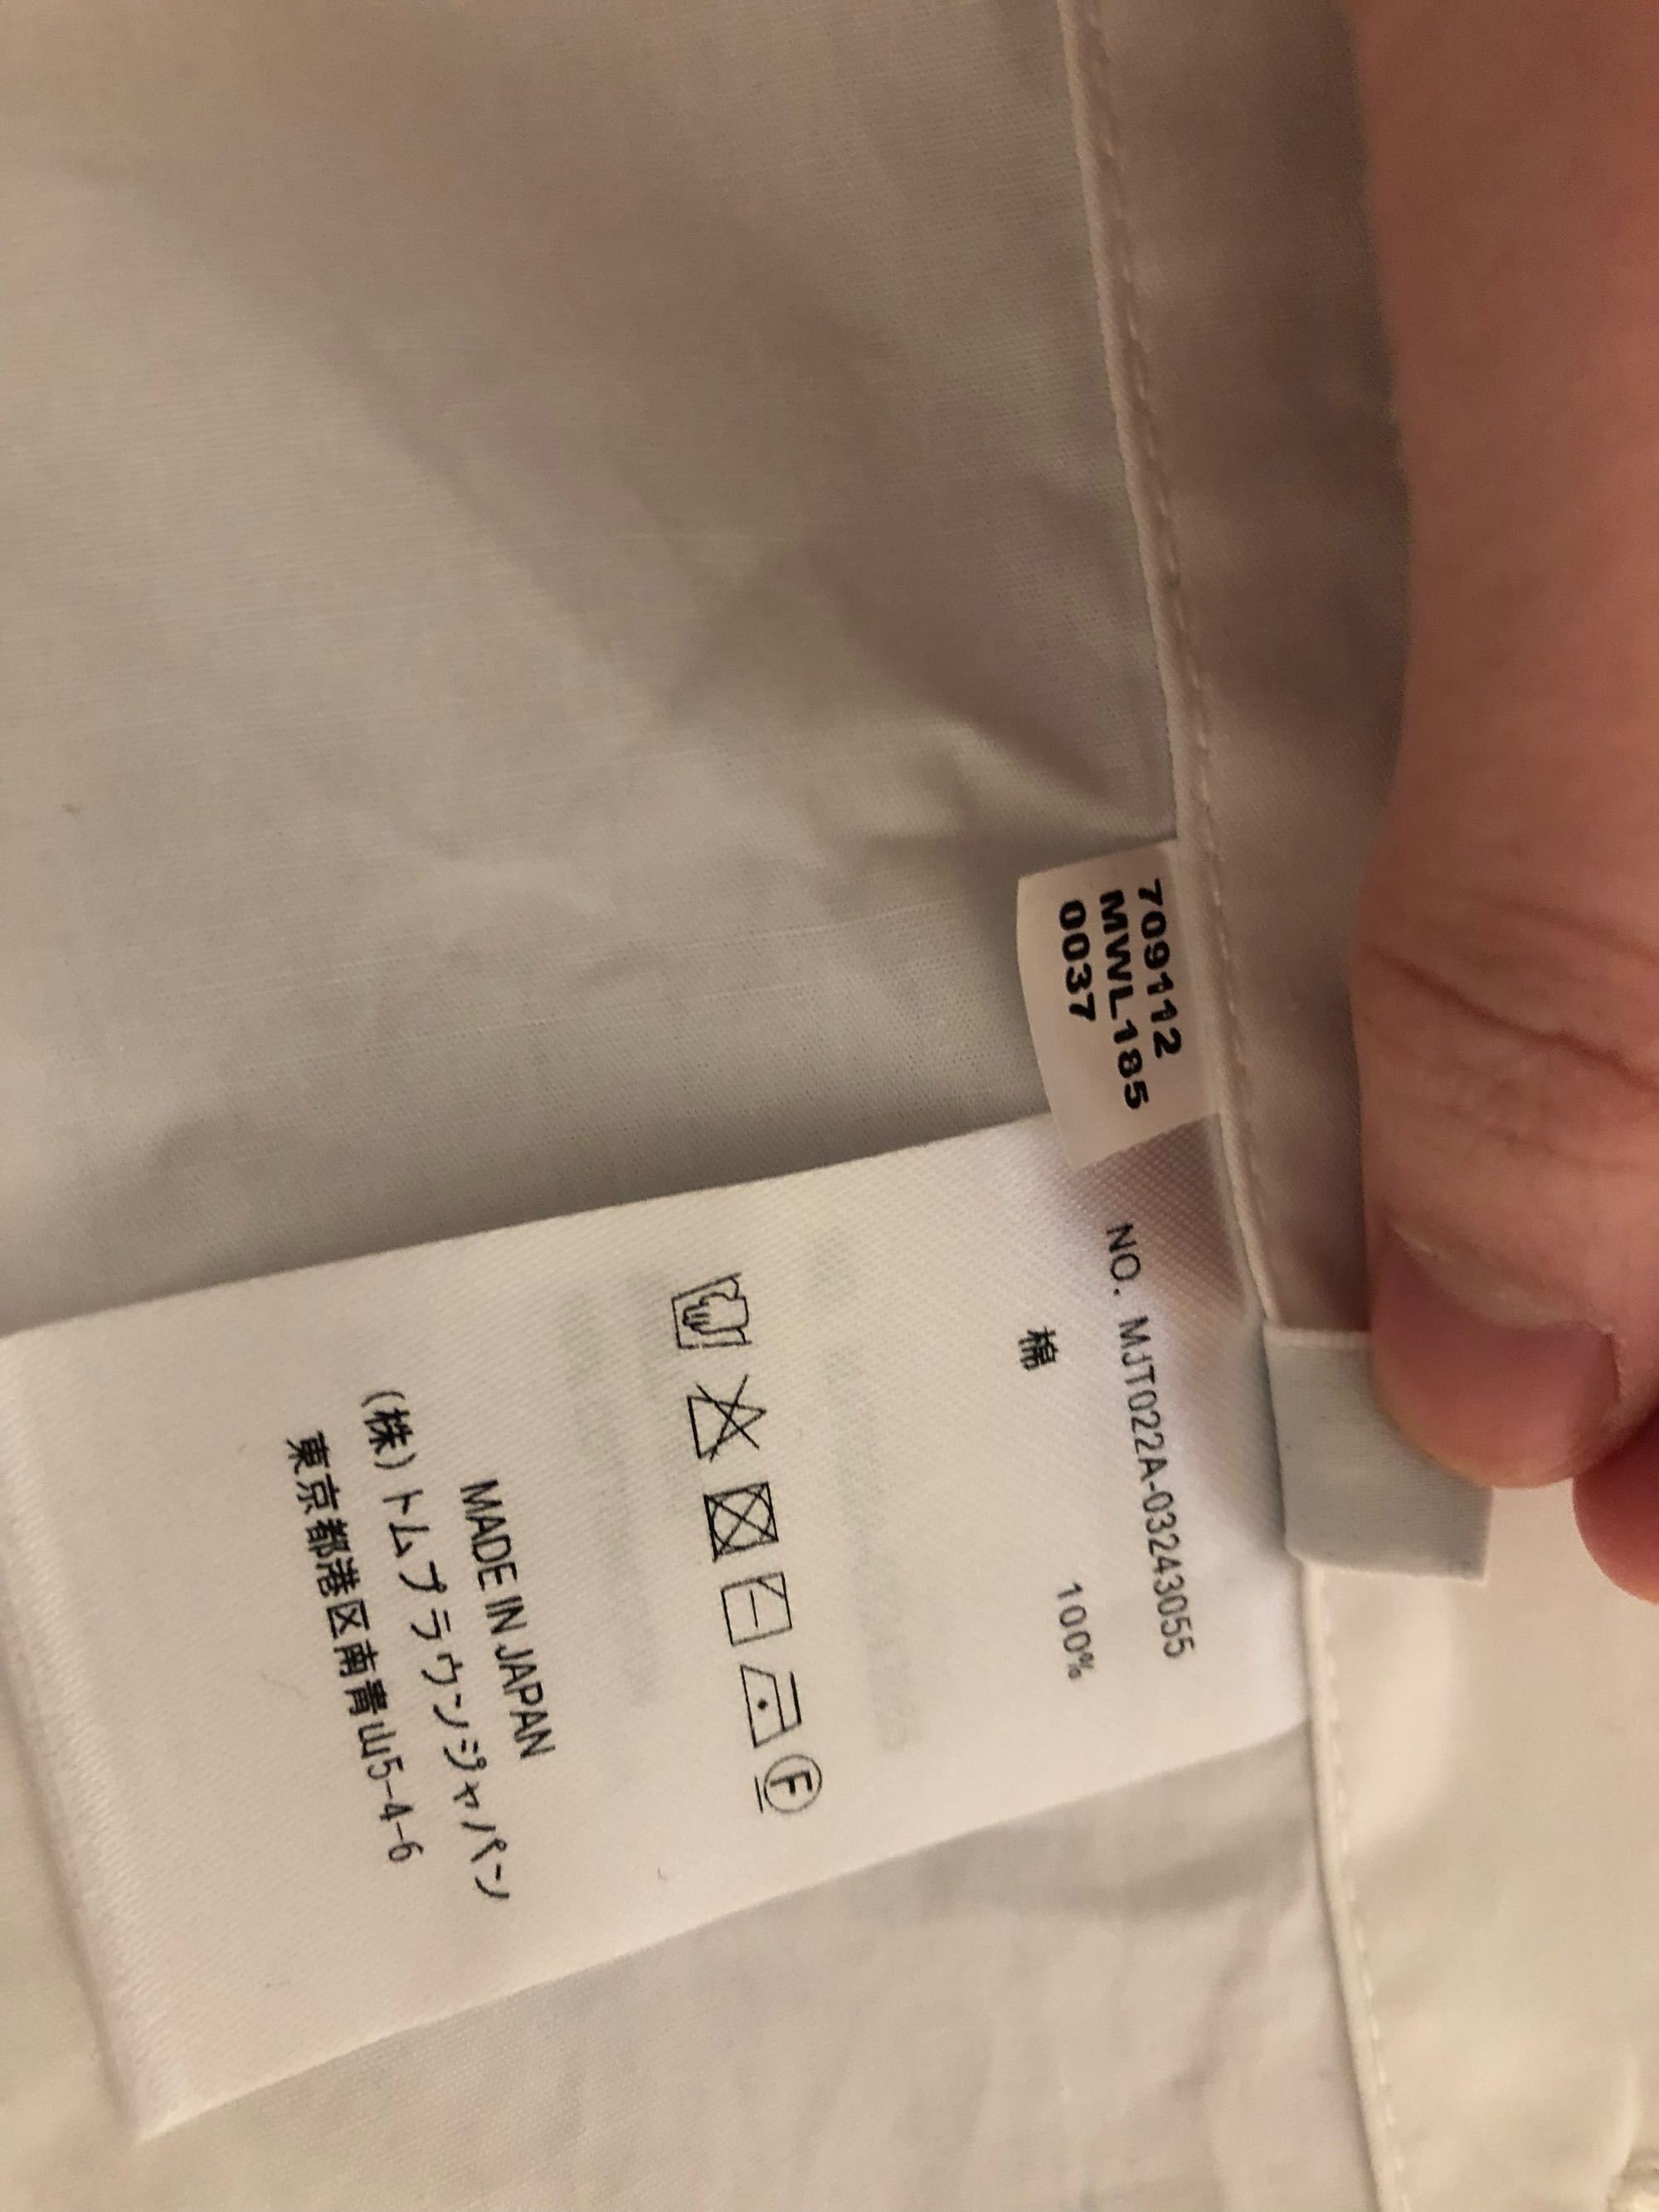 709112
MWL185
0037
NO. MJT022A-03243055
棉 100%
F
MADE IN JAPAN
(株)トムブラウンジャパン
東京都港区南青山5-4-6